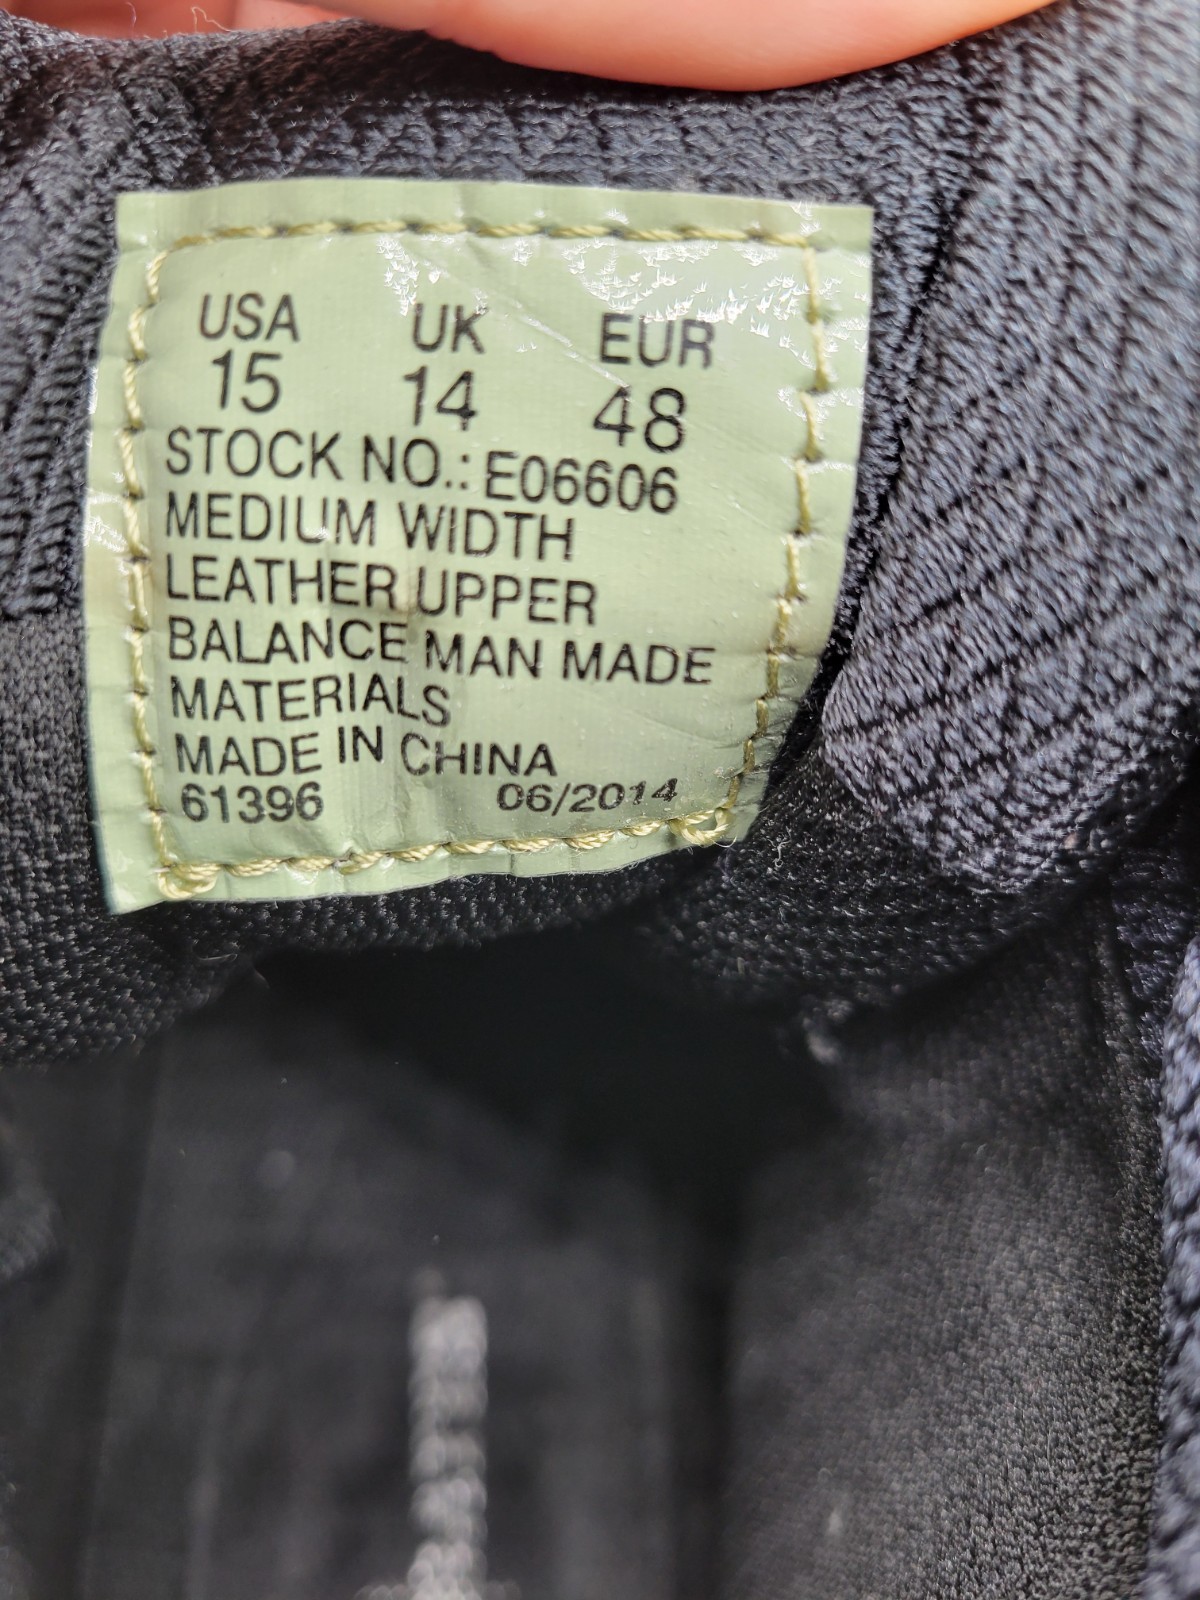 USA UK EUR
15 14 48
STOCK NO.: E06606
MEDIUM WIDTH
LEATHER UPPER
BALANCE MAN MADE
MATERIALS
MADE IN CHINA
61396 06/2014